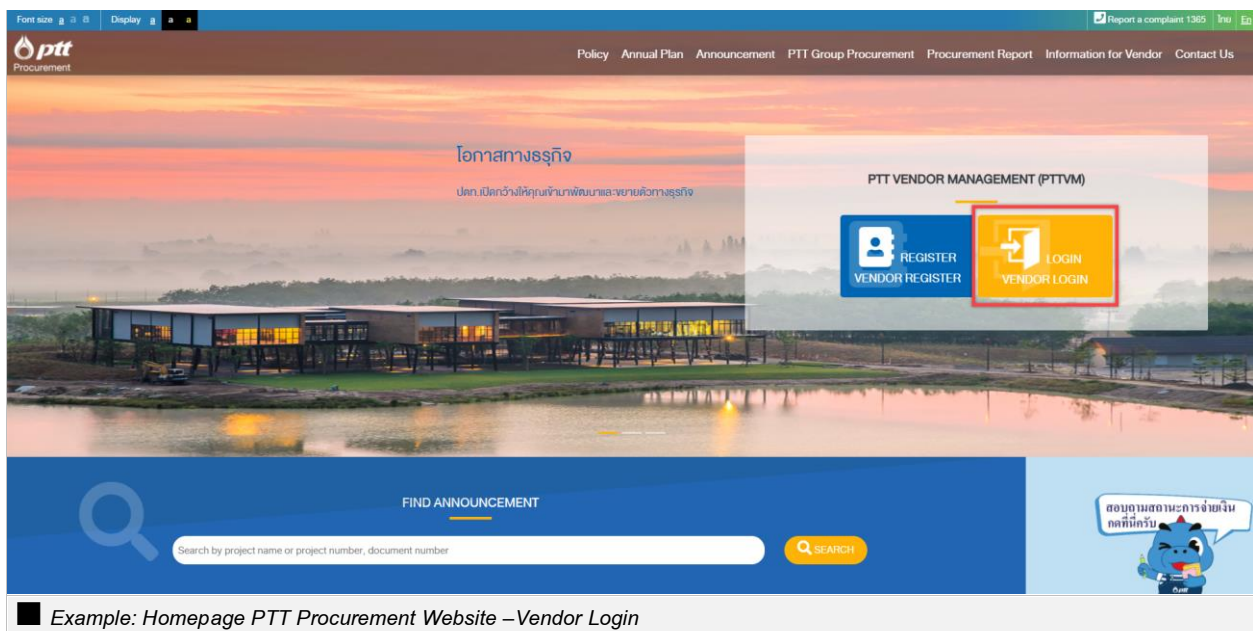 Font size a a a Display a a a Report a complaint 1365 ไทย En
ptt
Procurement
Policy Annual Plan Announcement PTT Group Procurement Procurement Report Information for Vendor Contact Us
โอกาสทางธุรกิจ
ปตท.เปิดกว้างให้คุณเข้ามาพัฒนาและขยายตัวทางธุรกิจ
PTT VENDOR MANAGEMENT (PTTVM)
REGISTER
VENDOR REGISTER
LOGIN
VENDOR LOGIN
FIND ANNOUNCEMENT
Search by project name or project number, document number
SEARCH
สอบถามสถานะการจ่ายเงิน
กดที่นี่ครับ
ptt
Example: Homepage PTT Procurement Website –Vendor Login